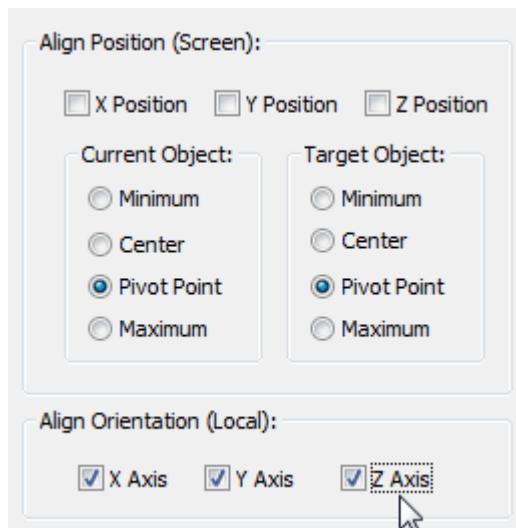 Align Position (Screen):
X Position Y Position Z Position
Current Object: Target Object:
Minimum Minimum
Center Center
Pivot Point Pivot Point
Maximum Maximum
Align Orientation (Local):
X Axis Y Axis Z Axis